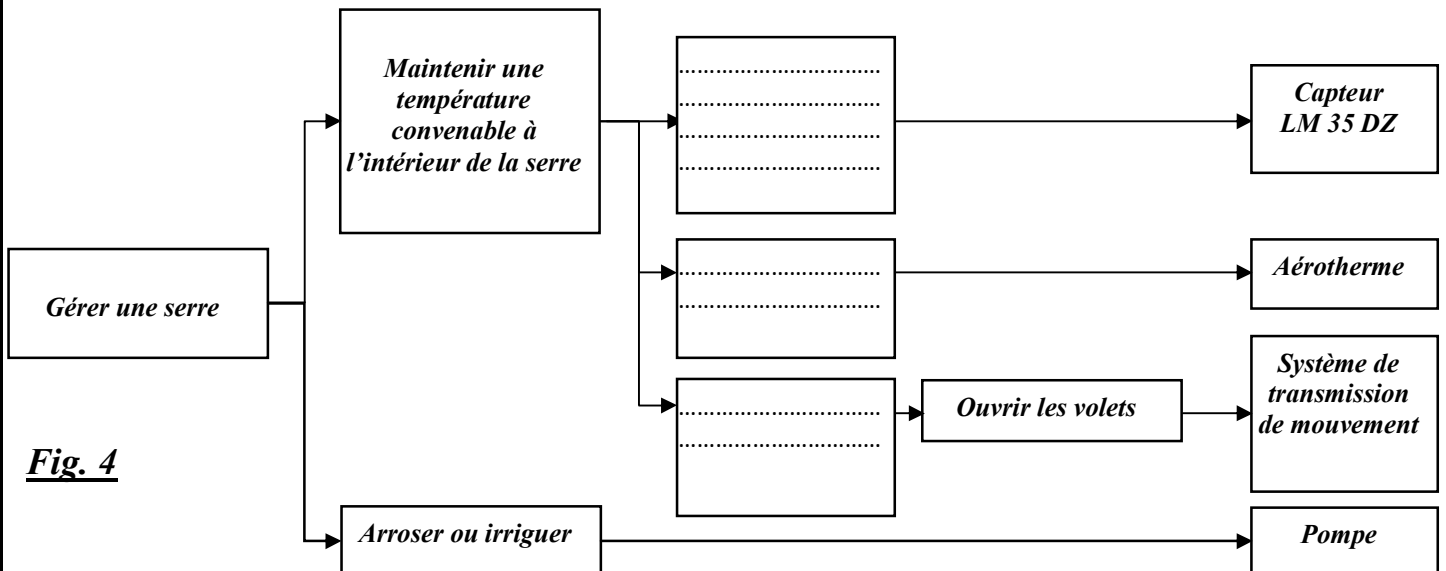 Gérer une serre
Maintenir une
température
convenable à
l’intérieur de la serre
................................
................................
................................
................................
Capteur
LM 35 DZ
................................
................................
Aérotherme
................................
................................
Ouvrir les volets
Système de
transmission
de mouvement
Arroser ou irriguer
Pompe
Fig. 4